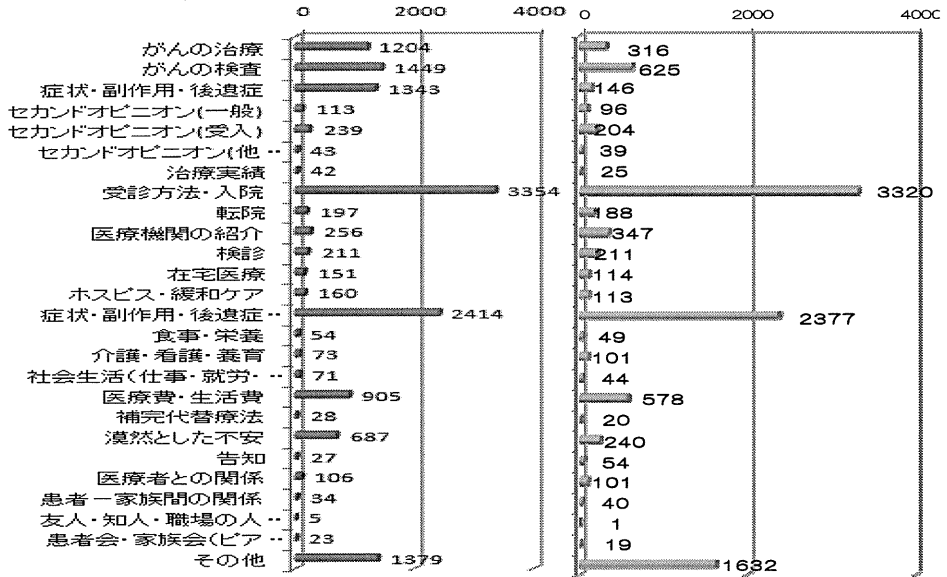 0 2000 4000 0 2000 4000
がんの治療 1204 316
がんの検査 1449 625
症状・副作用・後遺症 1343 146
セカンドオピニオン(一般) 113 96
セカンドオピニオン(受入) 239 204
セカンドオピニオン(他‥ 43 39
治療実績 42 25
受診方法・入院 3354 3320
転院 197 88
医療機関の紹介 256 347
検診 211 211
在宅医療 151 114
ホスピス・緩和ケア 160 113
症状・副作用・後遺症‥ 2414 2377
食事・栄養 54 49
介護・看護・養育 73 101
社会生活(仕事・就労・‥ 71 44
医療費・生活費 905 578
補完代替療法 28 20
漠然とした不安 687 240
告知 27 54
医療者との関係 106 101
患者－家族間の関係 34 40
友人・知人・職場の人‥ 5 1
患者会・家族会(ピア‥ 23 19
その他 1379 1632